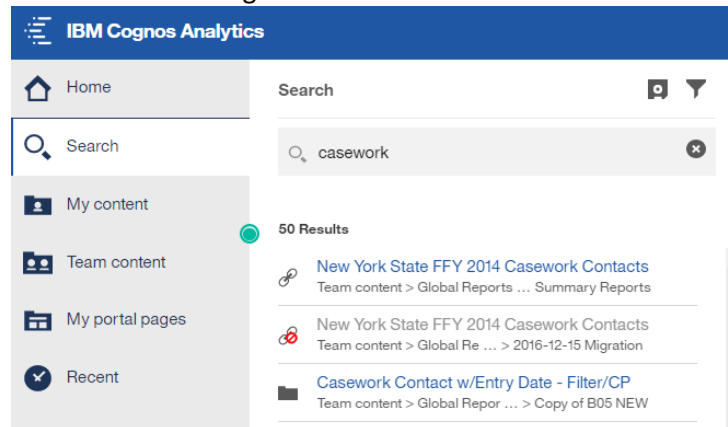 IBM Cognos Analytics
Home
Search
My content
Team content
My portal pages
Recent
Search
casework
50 Results
New York State FFY 2014 Casework Contacts
Team content > Global Reports ... Summary Reports
New York State FFY 2014 Casework Contacts
Team content > Global Re ... > 2016-12-15 Migration
Casework Contact w/Entry Date - Filter/CP
Team content > Global Repor ... > Copy of B05 NEW